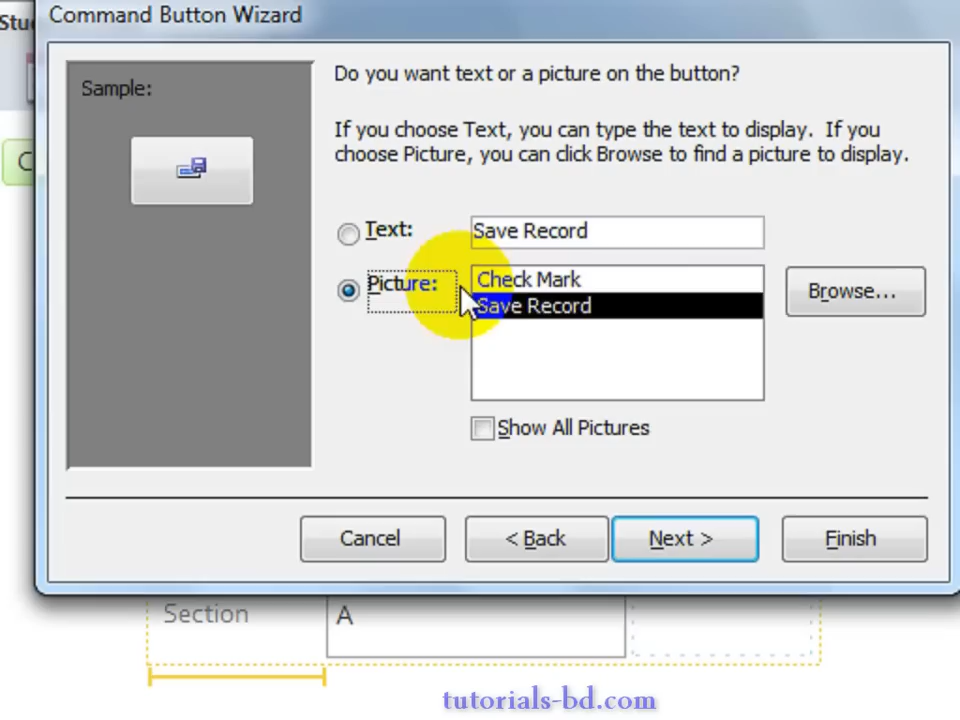 Command Button Wizard
Sample:
Do you want text or a picture on the button?
If you choose Text, you can type the text to display. If you
choose Picture, you can click Browse to find a picture to display.
Text:
Save Record
Picture:
Check Mark
Save Record
Browse...
Show All Pictures
Cancel
< Back
Next >
Finish
Section
A
tutorials-bd.com